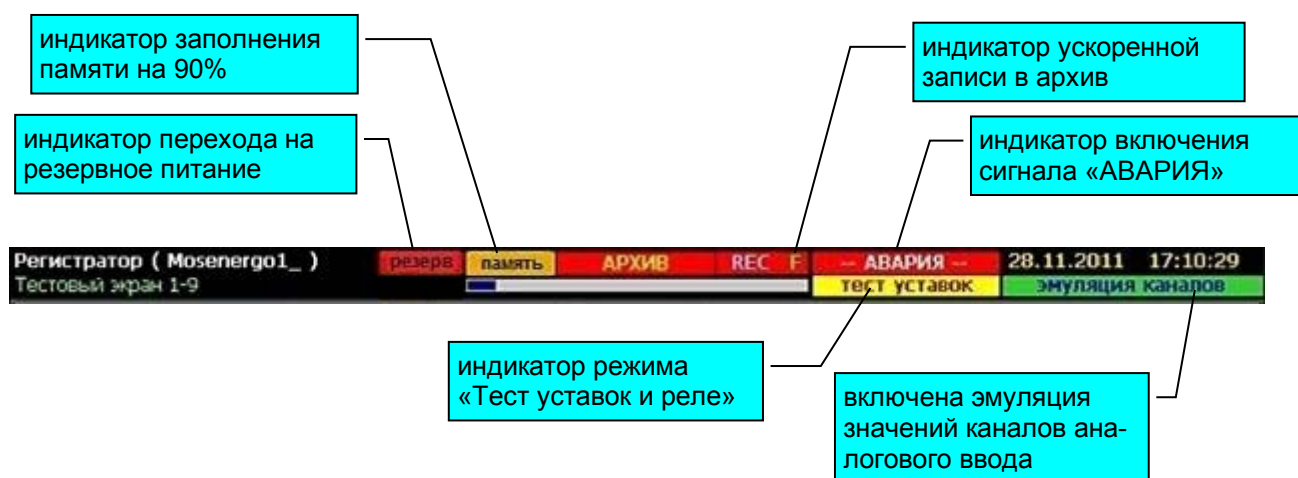 индикатор заполнения
памяти на 90%
индикатор ускоренной
записи в архив
индикатор перехода на
резервное питание
индикатор включения
сигнала «АВАРИЯ»
Регистратор ( Mosenergo1_ ) резерв память АРХИВ REC F -- АВАРИЯ -- 28.11.2011 17:10:29
Тестовый экран 1-9 тест уставок эмуляция каналов
индикатор режима
«Тест уставок и реле»
включена эмуляция
значений каналов ана-
логового ввода